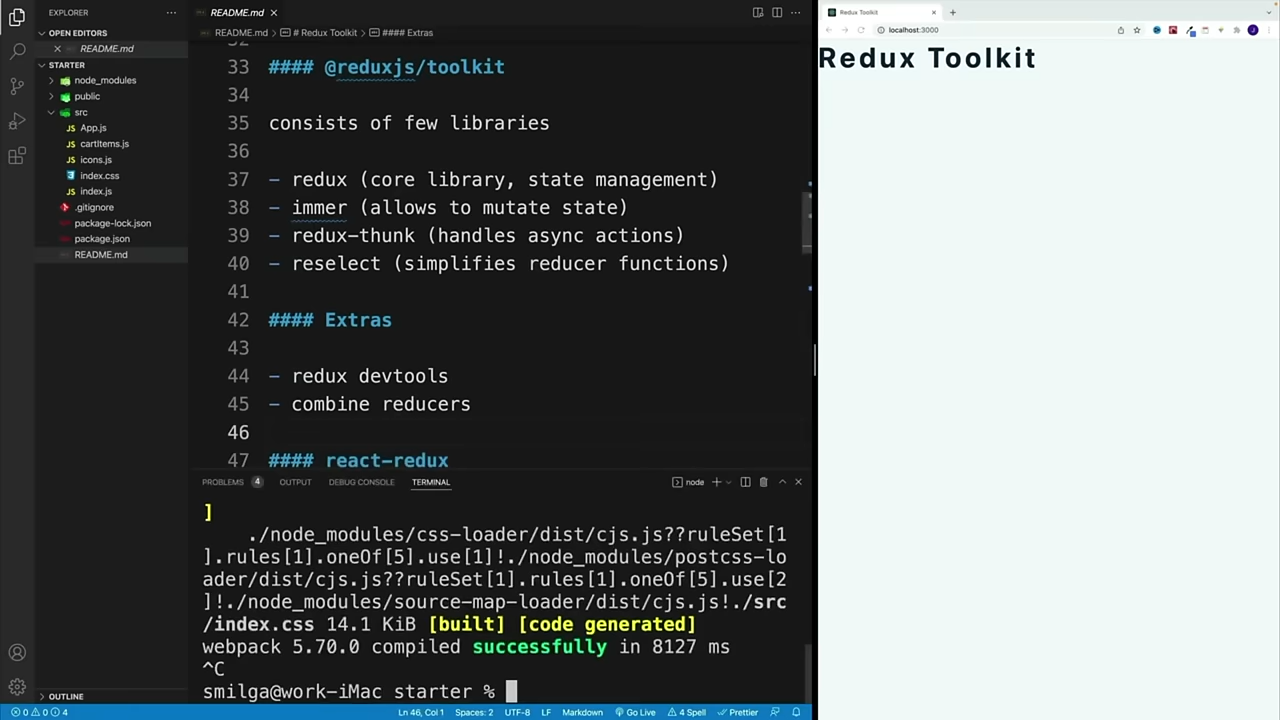 EXPLORER
OPEN EDITORS
README.md
STARTER
node_modules
public
src
JS App.js
JS cartItems.js
JS icons.js
index.css
JS index.js
.gitignore
package-lock.json
package.json
README.md
OUTLINE
README.md
README.md > # Redux Toolkit > #### Extras
32
33 #### @reduxjs/toolkit
34
35 consists of few libraries
36
37 - redux (core library, state management)
38 - immer (allows to mutate state)
39 - redux-thunk (handles async actions)
40 - reselect (simplifies reducer functions)
41
42 #### Extras
43
44 - redux devtools
45 - combine reducers
46
47 #### react-redux
PROBLEMS 4 OUTPUT DEBUG CONSOLE TERMINAL
node
]
./node_modules/css-loader/dist/cjs.js??ruleSet[1
].rules[1].oneOf[5].use[1]!./node_modules/postcss-lo
ader/dist/cjs.js??ruleSet[1].rules[1].oneOf[5].use[2
]!./node_modules/source-map-loader/dist/cjs.js!./src
/index.css 14.1 KiB [built] [code generated]
webpack 5.70.0 compiled successfully in 8127 ms
^C
smilga@work-iMac starter %
0 0 4
Ln 46, Col 1 Spaces: 2 UTF-8 LF Markdown Go Live 4 Spell Prettier
Redux Toolkit
localhost:3000
J
Redux Toolkit